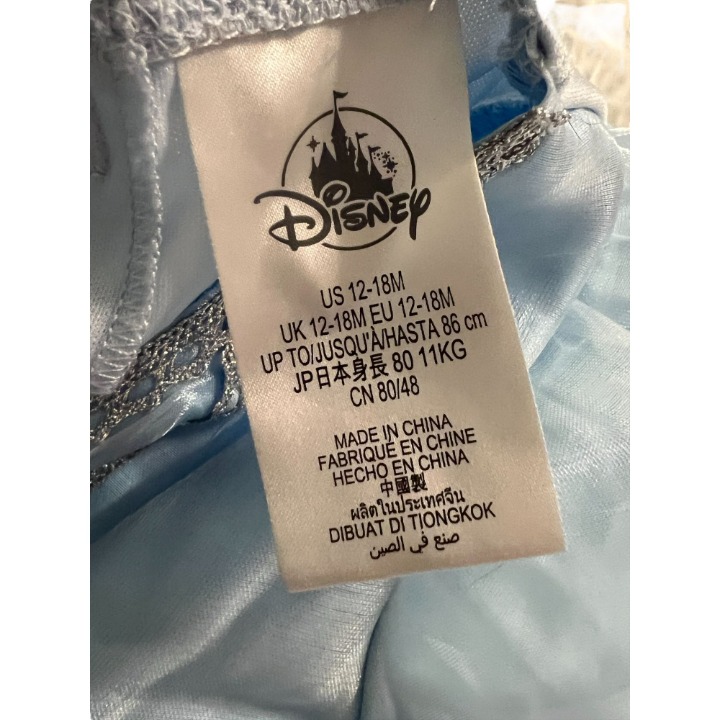 Disney
US 12-18M
UK 12-18M EU 12-18M
UP TO/JUSQU'À/HASTA 86 cm
JP日本身長 80 11KG
CN 80/48
MADE IN CHINA
FABRIQUÉ EN CHINE
HECHO EN CHINA
中國製
ผลิตในประเทศจีน
DIBUAT DI TIONGKOK
صنع في الصين